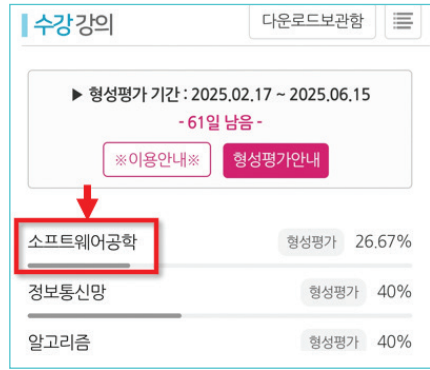 수강강의 다운로드보관함
▶ 형성평가 기간 : 2025.02.17 ~ 2025.06.15
- 61일 남음 -
※이용안내※ 형성평가안내
소프트웨어공학 형성평가 26.67%
정보통신망 형성평가 40%
알고리즘 형성평가 40%